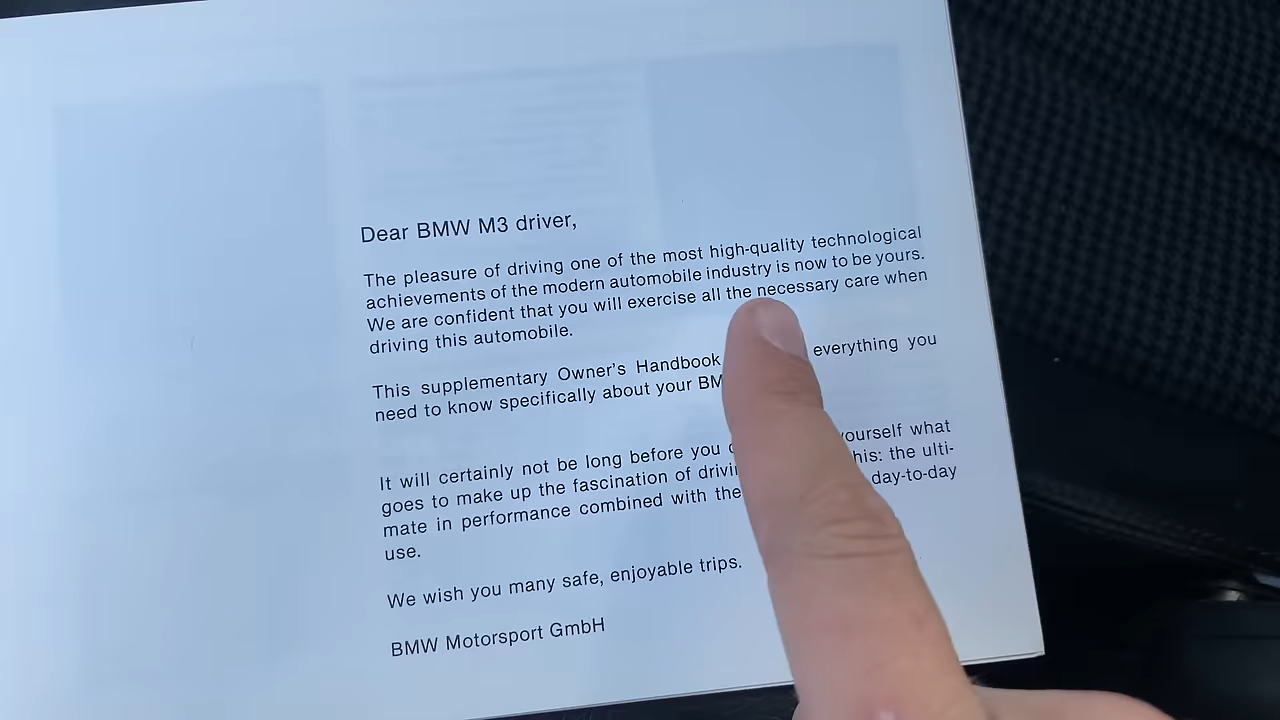 Dear BMW M3 driver,
The pleasure of driving one of the most high-quality technological
achievements of the modern automobile industry is now to be yours.
We are confident that you will exercise all the necessary care when
driving this automobile.
This supplementary Owner's Handbook everything you
need to know specifically about your
It will certainly not be long before you yourself what
goes to make up the fascination of the ulti-
mate in performance combined with the day-to-day
use.
We wish you many safe, enjoyable trips.
BMW Motorsport GmbH